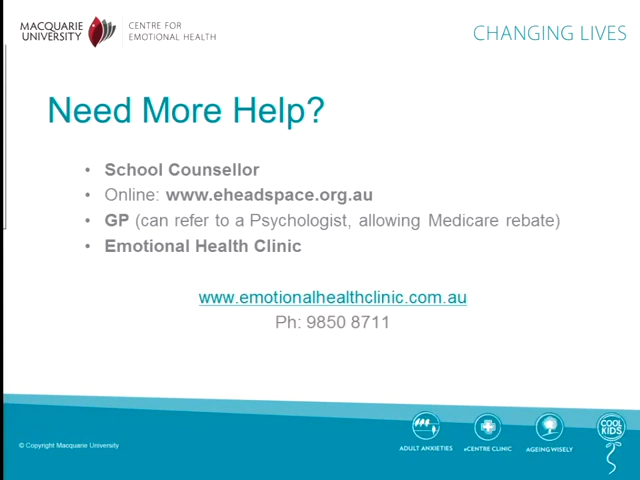 MACQUARIE
UNIVERSITY
CENTRE FOR
EMOTIONAL HEALTH
CHANGING LIVES
Need More Help?
• School Counsellor
• Online: www.eheadspace.org.au
• GP (can refer to a Psychologist, allowing Medicare rebate)
• Emotional Health Clinic
www.emotionalhealthclinic.com.au
Ph: 9850 8711
© Copyright Macquarie University
ADULT ANXIETIES
eCENTRE CLINIC
AGEING WISELY
COOL
KIDS